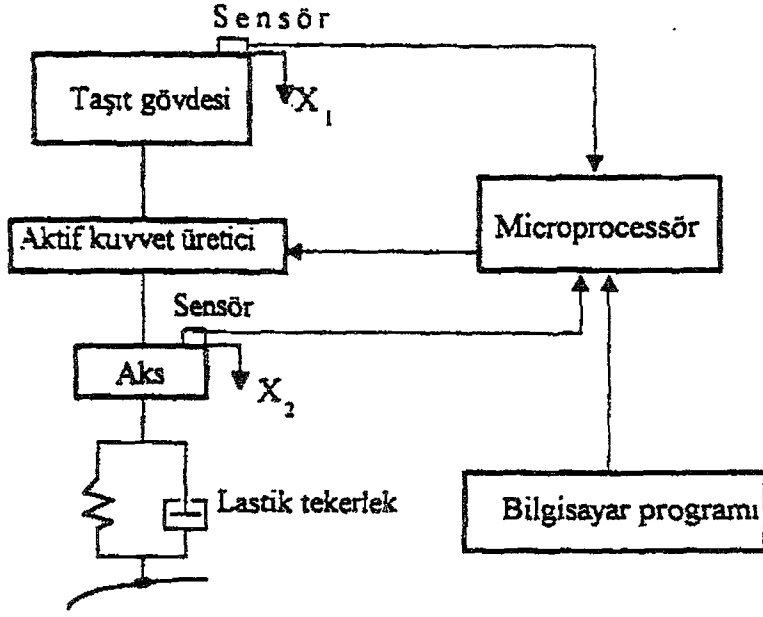 Sensör
Taşıt gövdesi
X1
Aktif kuvvet üretici
Microprocessör
Sensör
Aks
X2
Lastik tekerlek
Bilgisayar programı